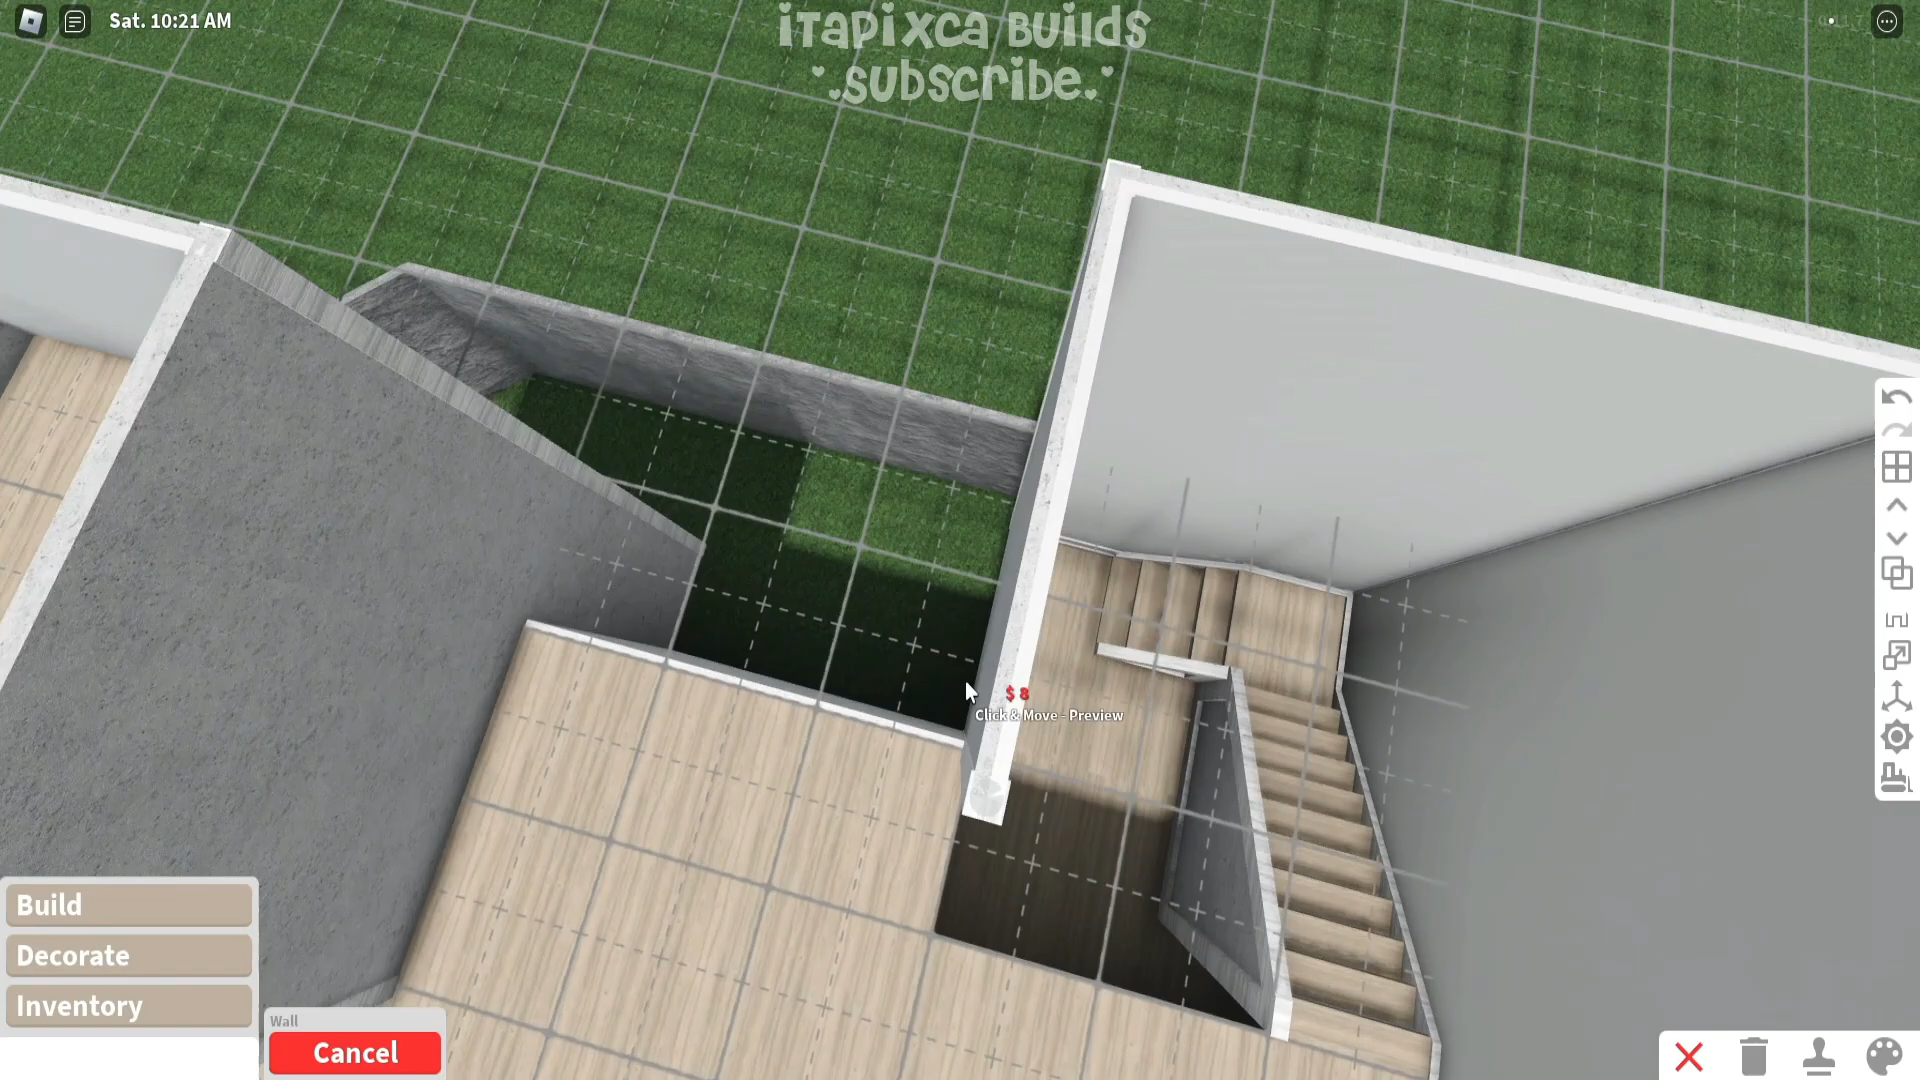 Sat. 10:21 AM
iTapixca Builds
subscribe.
$ 8
Click & Move - Preview
Build
Decorate
Inventory
Wall
Cancel